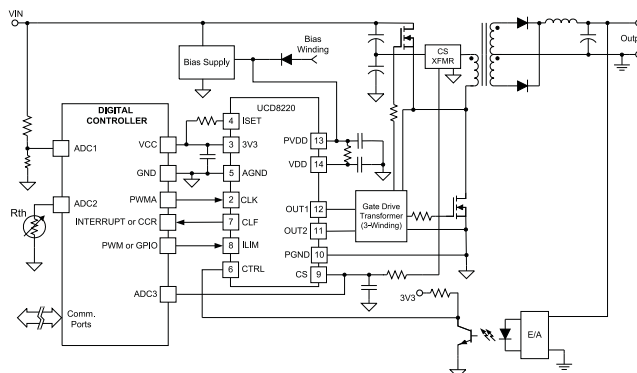 VIN
Bias
Winding
Bias Supply
CS
XFMR
DIGITAL
CONTROLLER
UCD8220
ADC1
VCC
GND
ADC2
PWMA
INTERRUPT or CCR
PWM or GPIO
ADC3
Rth
Comm.
Ports
4 ISET
3 3V3
5 AGND
2 CLK
7 CLF
8 ILIM
6 CTRL
PVDD 13
VDD 14
OUT1 12
OUT2 11
PGND 10
CS 9
Gate Drive
Transformer
(3-Winding)
3V3
E/A